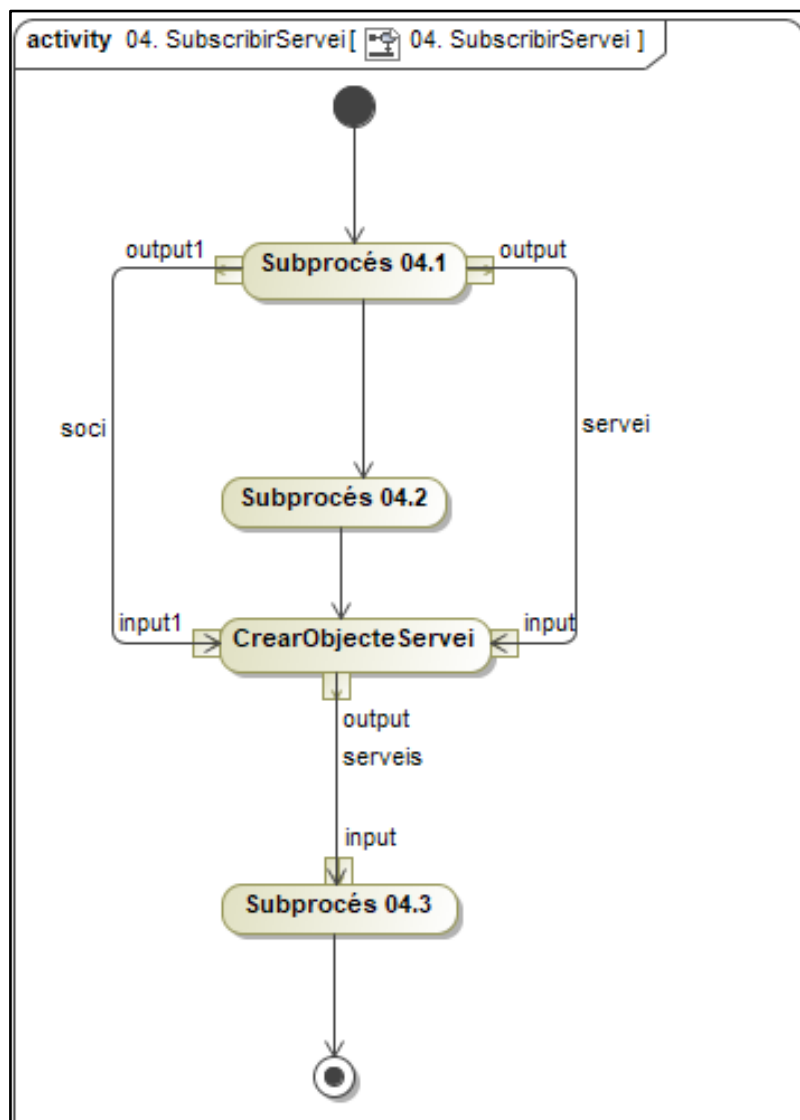 activity 04. SubscribirServei[ 04. SubscribirServei ]
output1
Subprocés 04.1
output
soci
servei
Subprocés 04.2
input1
CrearObjecteServei
input
output
serveis
input
Subprocés 04.3